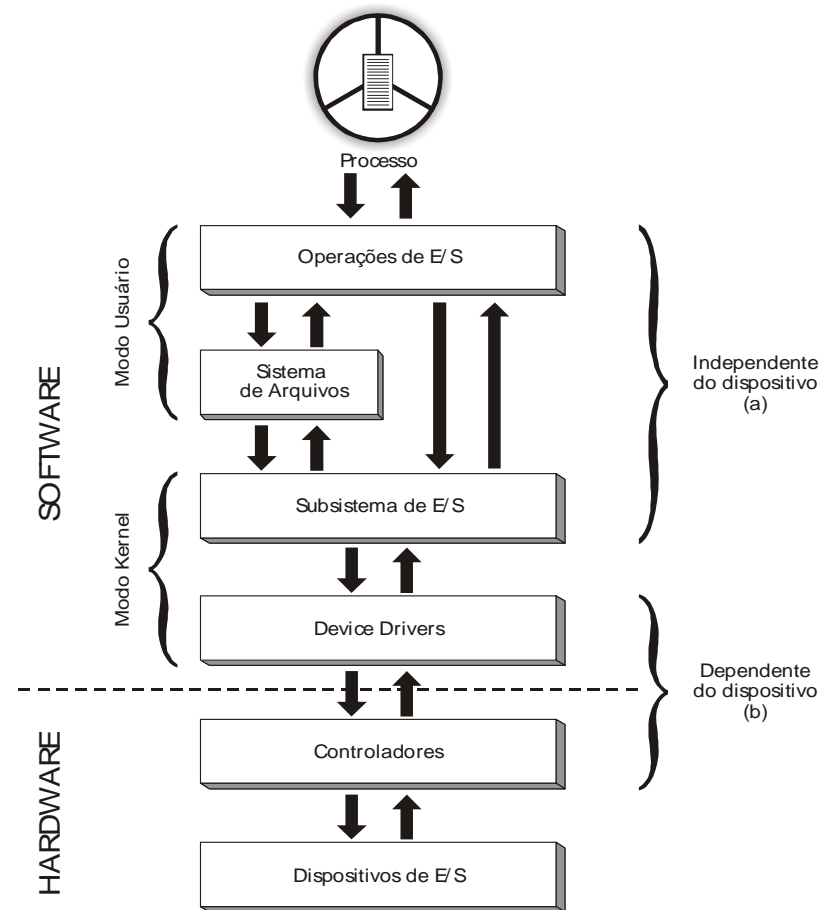 Processo
Operações de E/S
Modo Usuário
Sistema
de Arquivos
Independente
do dispositivo
(a)
SOFTWARE
Subsistema de E/S
Modo Kernel
Device Drivers
Dependente
do dispositivo
(b)
Controladores
HARDWARE
Dispositivos de E/S